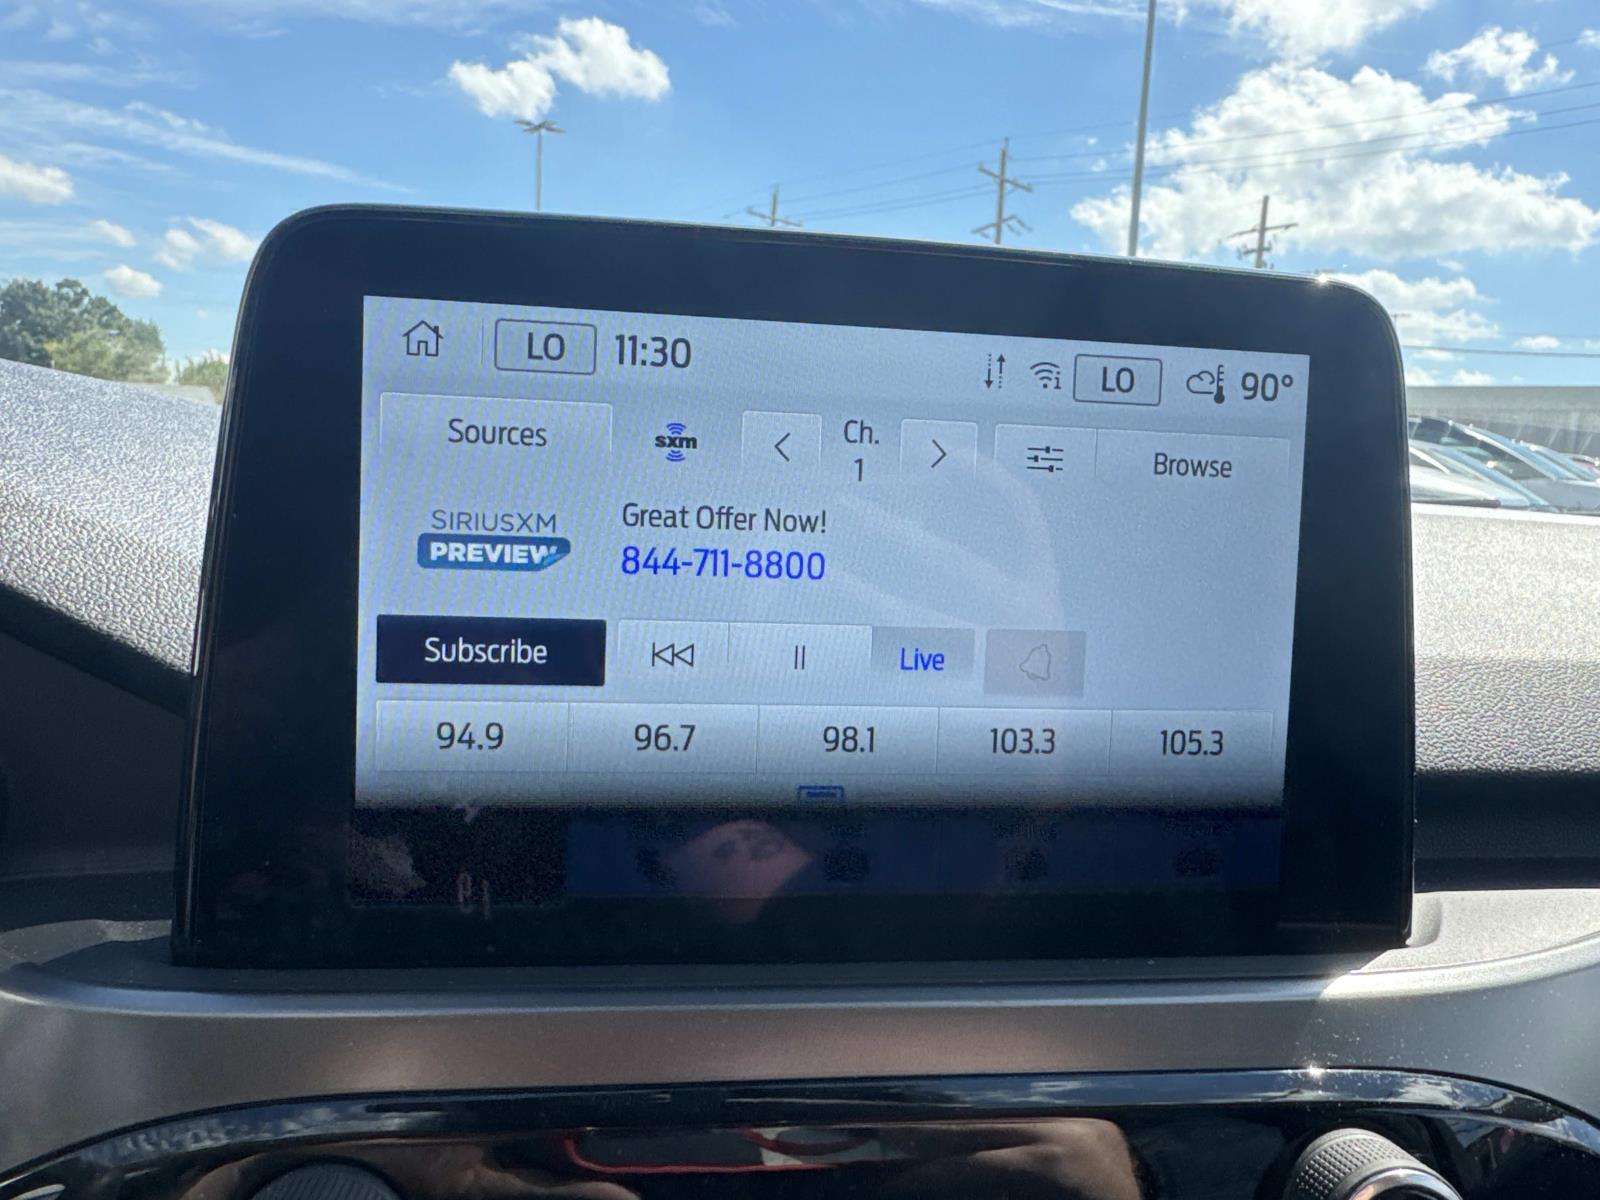 LO 11:30 LO 90°
Sources sxm Ch. 1 Browse
SIRIUSXM
PREVIEW
Great Offer Now!
844-711-8800
Subscribe Live
94.9 96.7 98.1 103.3 105.3